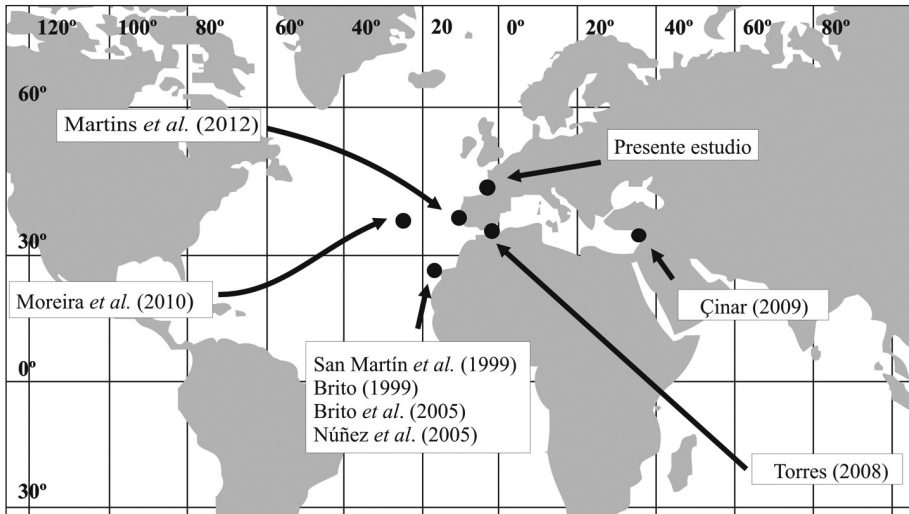 120º 100º 80º 60º 40º 20 0º 20º 40º 60º 80º
60º
Martins et al. (2012)
Presente estudio
30º
Moreira et al. (2010)
Çinar (2009)
San Martín et al. (1999)
Brito (1999)
Brito et al. (2005)
Núñez et al. (2005)
0º
Torres (2008)
30º